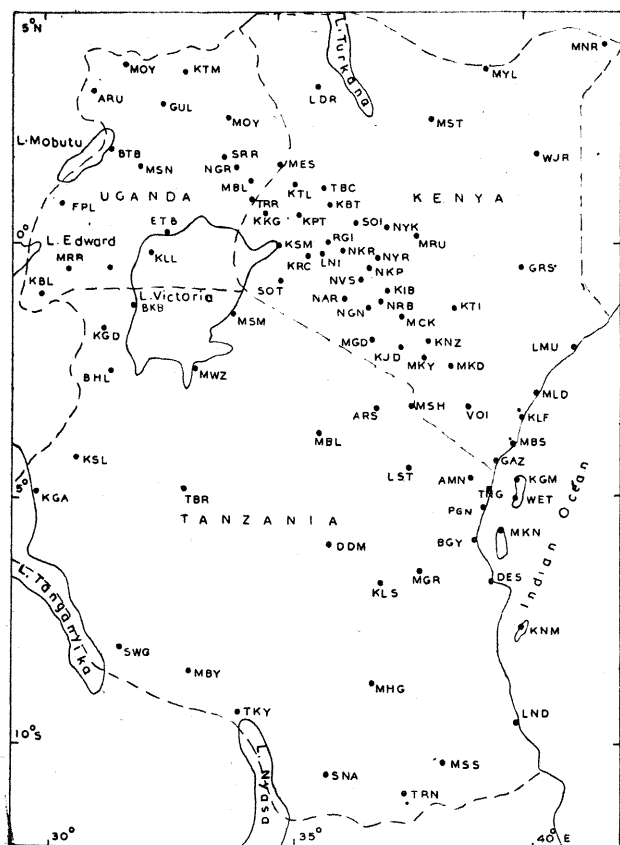 5°N
MNR
MOY KTM
L. Turkana
MYL
ARU
GUL
LDR
MOY
MST
L. Mobutu
BTB
SRR
WJR
MSN NGR MES
MBL KTL TBC
UGANDA
KENYA
FPL
TRR KBT
KKG KPT SOI NYK
ETB
0°
L. Edward
KSM RGI MRU
MRR
KLL
NKR
KRC LNI NYR
GRS
NKP
KBL
SOT NVS
KIB
L. Victoria
BKB
NAR NRB KTI
NGN
MSM
MCK
KGD
MGD KNZ
KJD
LMU
MKY MKD
BHL
MWZ
MLD
ARS MSH VOI KLF
MBL
MBS
KSL
GAZ
LST AMN KGM
5°
KGA
TBR
TNG WET
PGN
TANZANIA
MKN
DDM
BGY
Indian Ocean
MGR
KLS
DES
L. Tanganyika
KNM
SWG
MBY
MHG
TKY
LND
10°S
L. Nyasa
MSS
SNA
TRN
30° 35° 40°E